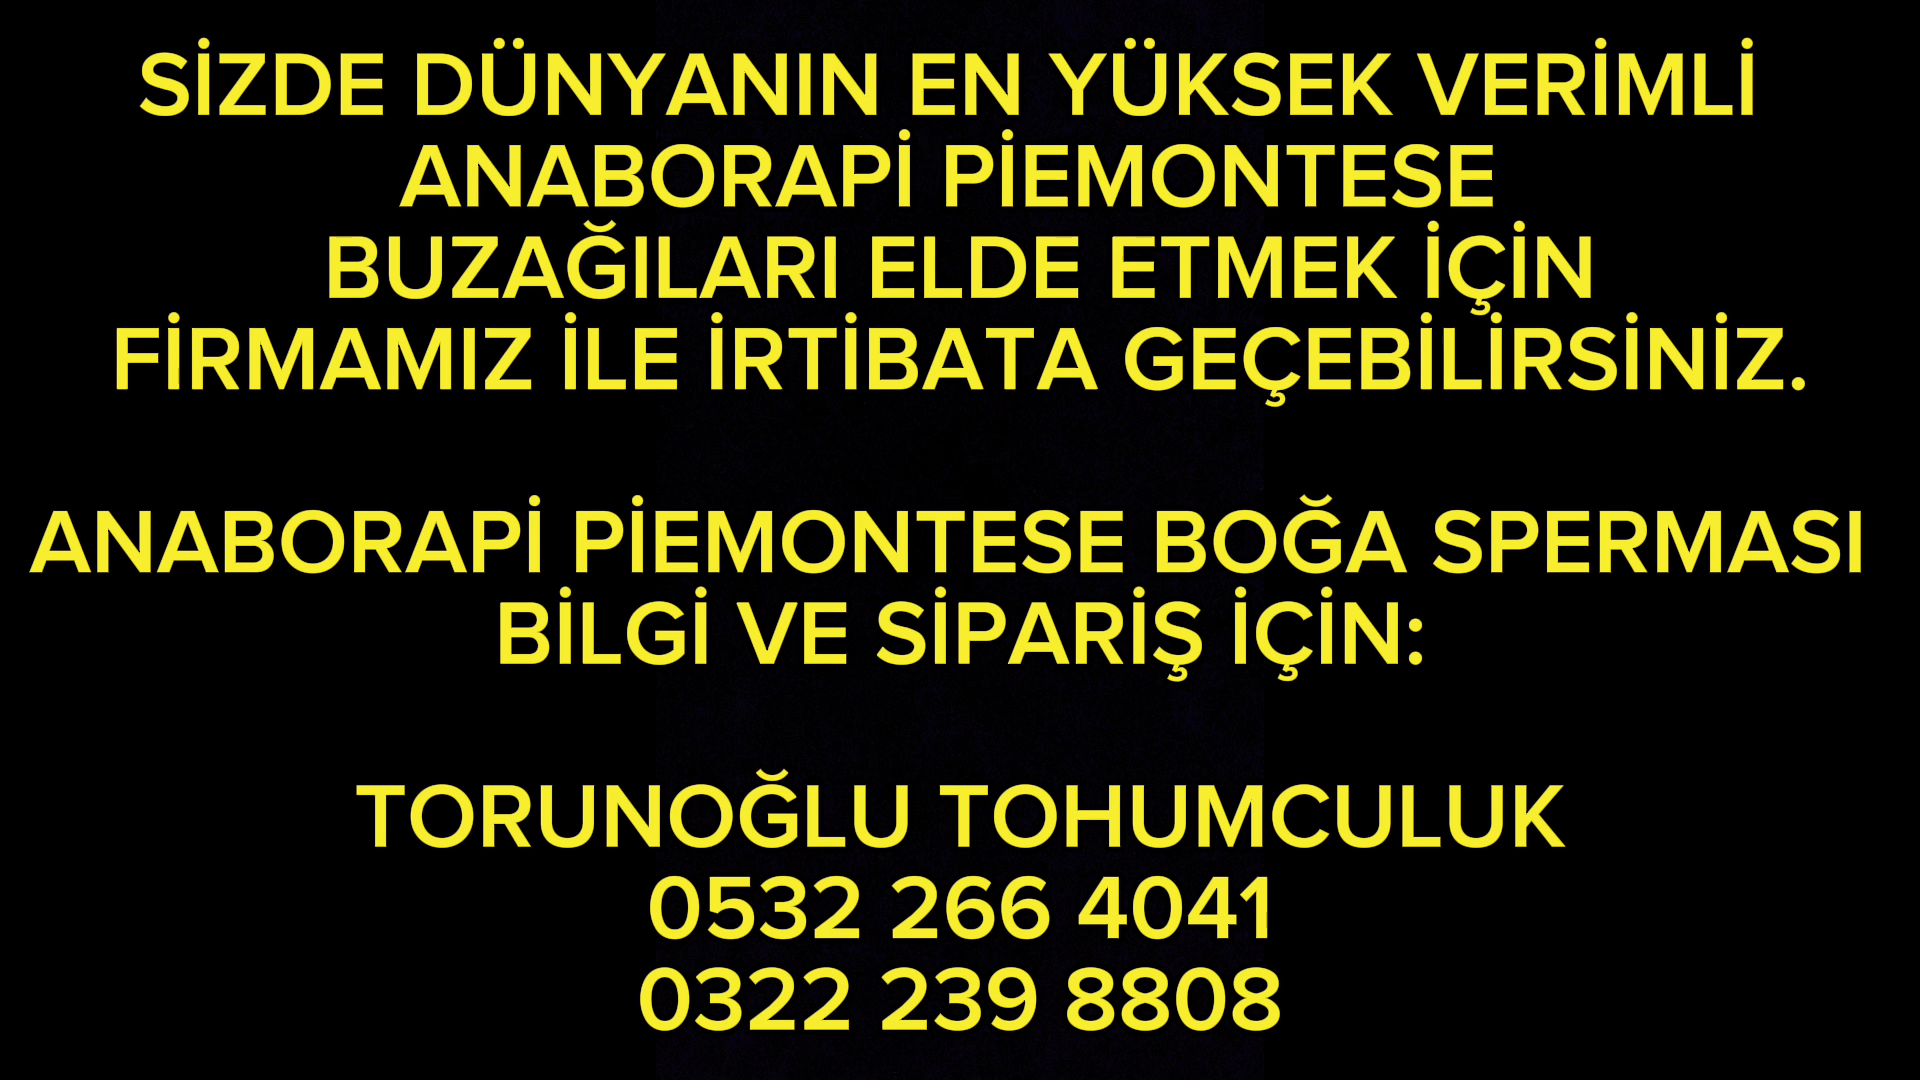 SİZDE DÜNYANIN EN YÜKSEK VERİMLİ
ANABORAPİ PİEMONTESE
BUZAĞILARI ELDE ETMEK İÇİN
FİRMAMIZ İLE İRTİBATA GEÇEBİLİRSİNİZ.
ANABORAPİ PİEMONTESE BOĞA SPERMASI
BİLGİ VE SİPARİŞ İÇİN:
TORUNOĞLU TOHUMCULUK
0532 266 4041
0322 239 8808